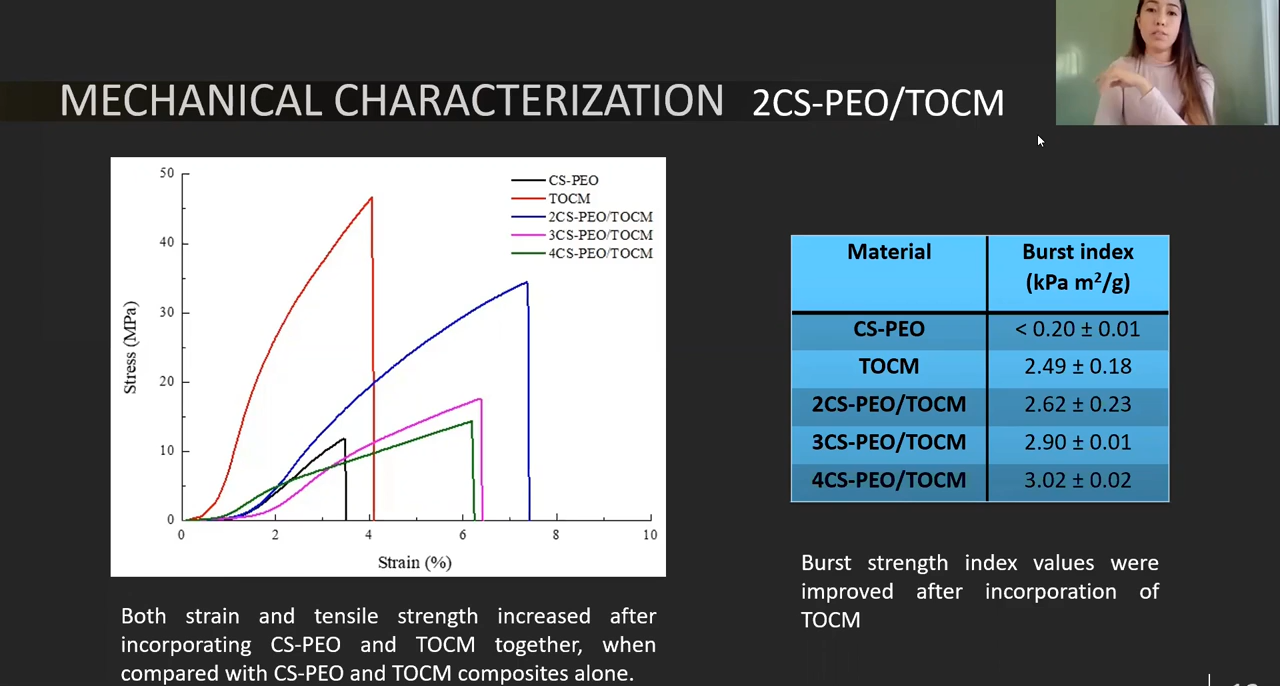 MECHANICAL CHARACTERIZATION 2CS-PEO/TOCM
50
40
30
20
10
0
Stress (MPa)
CS-PEO
TOCM
2CS-PEO/TOCM
3CS-PEO/TOCM
4CS-PEO/TOCM
0 2 4 6 8 10
Strain (%)
Both strain and tensile strength increased after
incorporating CS-PEO and TOCM together, when
compared with CS-PEO and TOCM composites alone.
Material Burst index
(kPa m²/g)
CS-PEO < 0.20 ± 0.01
TOCM 2.49 ± 0.18
2CS-PEO/TOCM 2.62 ± 0.23
3CS-PEO/TOCM 2.90 ± 0.01
4CS-PEO/TOCM 3.02 ± 0.02
Burst strength index values were
improved after incorporation of
TOCM